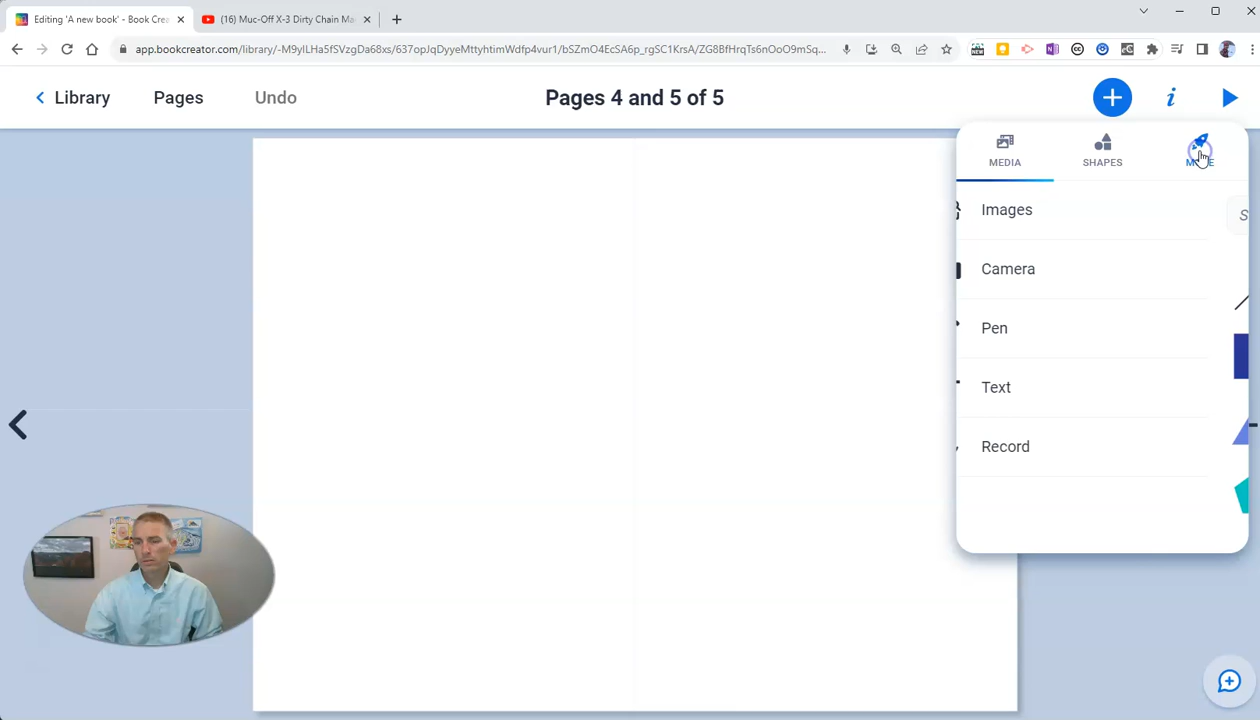 Editing 'A new book' - Book Crea
(16) Muc-Off X-3 Dirty Chain Ma
app.bookcreator.com/library/-M9ylLHa5fSVzgDa68xs/637opJqDyyeMttyhtimWdfp4vur1/bSZmO4EcSA6p_rgSC1KrsA/ZG8BfHrqTs6nOoO9mSq...
Library
Pages
Undo
Pages 4 and 5 of 5
MEDIA
SHAPES
Images
Camera
Pen
Text
Record